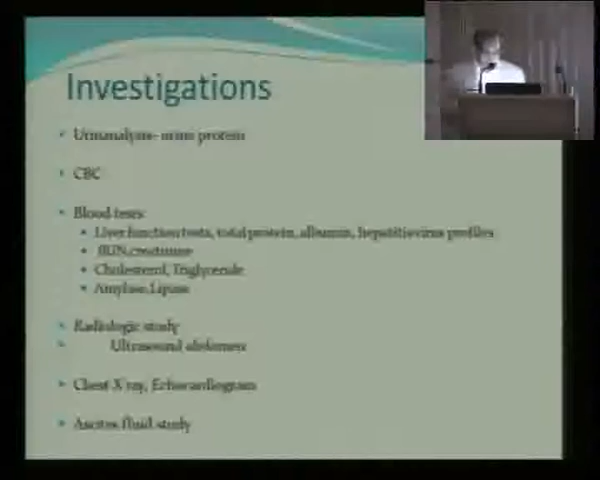 Investigations
Urinanalysis- urine protein
CBC
Blood tests
Liver function tests, total protein, albumin, hepatitis virus profiles
BUN, creatinine
Cholesterol, Triglyceride
Amylase, Lipase
Radiologic study
Ultrasound abdomen
Chest X ray, Echocardiogram
Ascites fluid study